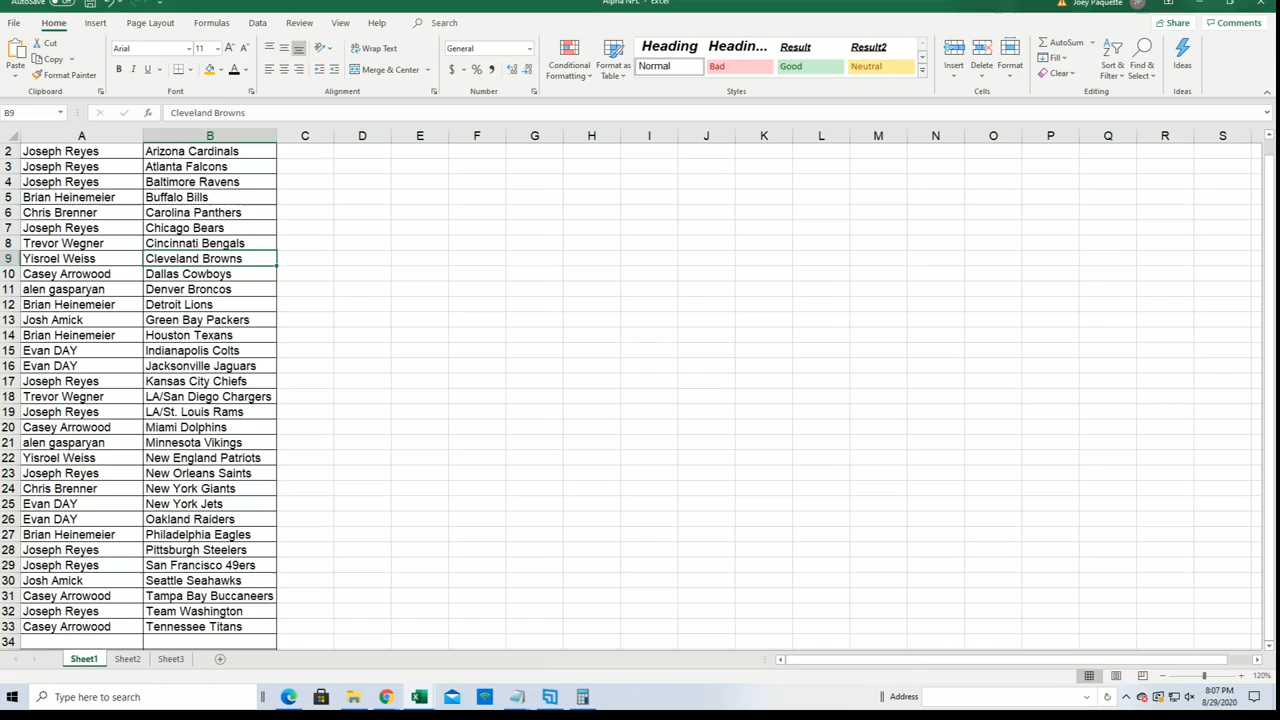 AutoSave Off
Alpha NFL - Excel
Joey Paquette
JP
File Home Insert Page Layout Formulas Data Review View Help Search Share Comments
Paste Cut Copy Format Painter Clipboard
Arial 11 Font
Wrap Text Merge & Center Alignment
General Number
Conditional Formatting Format as Table
Heading Headin... Result Result2
Normal Bad Good Neutral
Styles
Insert Delete Format Cells
AutoSum Fill Clear Sort & Filter Find & Select Editing
Ideas Ideas
B9 fx Cleveland Browns
A B C D E F G H I J K L M N O P Q R S
2 Joseph Reyes Arizona Cardinals
3 Joseph Reyes Atlanta Falcons
4 Joseph Reyes Baltimore Ravens
5 Brian Heinemeier Buffalo Bills
6 Chris Brenner Carolina Panthers
7 Joseph Reyes Chicago Bears
8 Trevor Wegner Cincinnati Bengals
9 Yisroel Weiss Cleveland Browns
10 Casey Arrowood Dallas Cowboys
11 alen gasparyan Denver Broncos
12 Brian Heinemeier Detroit Lions
13 Josh Amick Green Bay Packers
14 Brian Heinemeier Houston Texans
15 Evan DAY Indianapolis Colts
16 Evan DAY Jacksonville Jaguars
17 Joseph Reyes Kansas City Chiefs
18 Trevor Wegner LA/San Diego Chargers
19 Joseph Reyes LA/St. Louis Rams
20 Casey Arrowood Miami Dolphins
21 alen gasparyan Minnesota Vikings
22 Yisroel Weiss New England Patriots
23 Joseph Reyes New Orleans Saints
24 Chris Brenner New York Giants
25 Evan DAY New York Jets
26 Evan DAY Oakland Raiders
27 Brian Heinemeier Philadelphia Eagles
28 Joseph Reyes Pittsburgh Steelers
29 Joseph Reyes San Francisco 49ers
30 Josh Amick Seattle Seahawks
31 Casey Arrowood Tampa Bay Buccaneers
32 Joseph Reyes Team Washington
33 Casey Arrowood Tennessee Titans
34
Sheet1 Sheet2 Sheet3
120%
Type here to search
Address
8:07 PM
8/29/2020